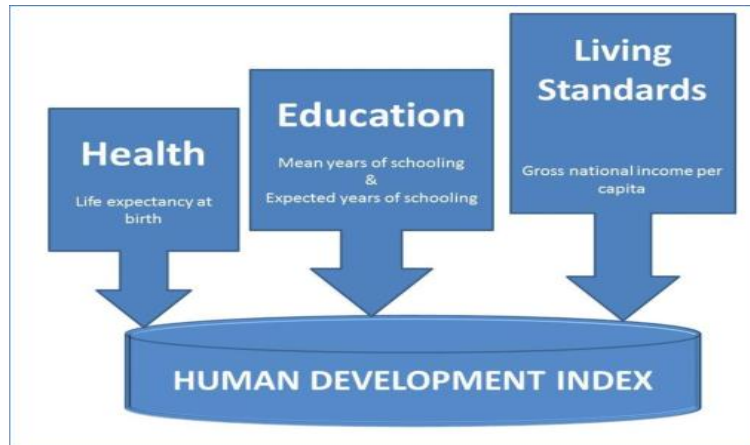 Health
Life expectancy at
birth
Education
Mean years of schooling
&
Expected years of schooling
Living
Standards
Gross national income per
capita
HUMAN DEVELOPMENT INDEX